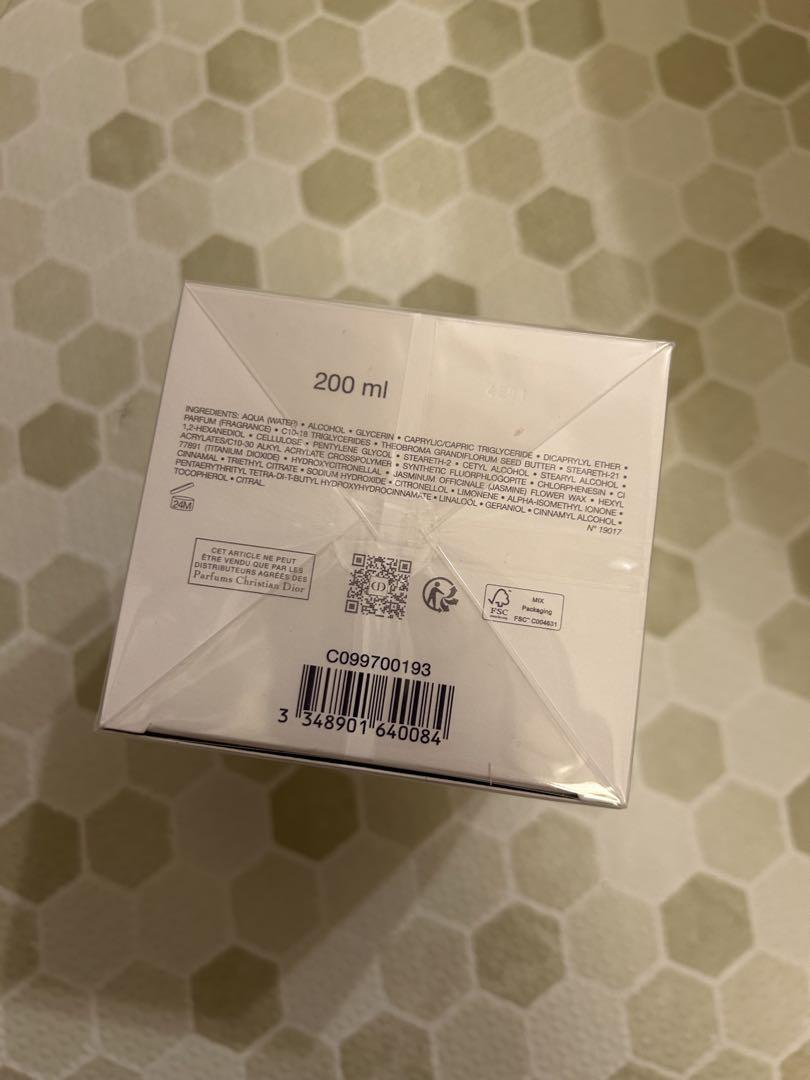 200 ml
INGREDIENTS: AQUA (WATER) • ALCOHOL • GLYCERIN • CAPRYLIC/CAPRIC TRIGLYCERIDE • DICAPRYLYL ETHER •
PARFUM (FRAGRANCE) • C10-18 TRIGLYCERIDES • THEOBROMA GRANDIFLORUM SEED BUTTER • STEARETH-21 •
1,2-HEXANEDIOL • CELLULOSE • PENTYLENE GLYCOL • STEARETH-2 • CETYL ALCOHOL • STEARYL ALCOHOL •
ACRYLATES/C10-30 ALKYL ACRYLATE CROSSPOLYMER • SYNTHETIC FLUORPHLOGOPITE • CHLORPHENESIN • CI
77891 (TITANIUM DIOXIDE) • HYDROXYCITRONELLAL • JASMINUM OFFICINALE (JASMINE) FLOWER WAX • HEXYL
CINNAMAL • TRIETHYL CITRATE • SODIUM HYDROXIDE • CITRONELLOL • LIMONENE • ALPHA-ISOMETHYL IONONE •
PENTAERYTHRITYL TETRA-DI-T-BUTYL HYDROXYHYDROCINNAMATE • LINALOOL • GERANIOL • CINNAMYL ALCOHOL •
TOCOPHEROL • CITRAL
N° 19017
24M
CET ARTICLE NE PEUT
ÊTRE VENDU QUE PAR LES
DISTRIBUTEURS AGRÉÉS DES
Parfums Christian Dior
CD
FSC
MIX
Packaging
FSC™ C004631
C099700193
3 348901 640084